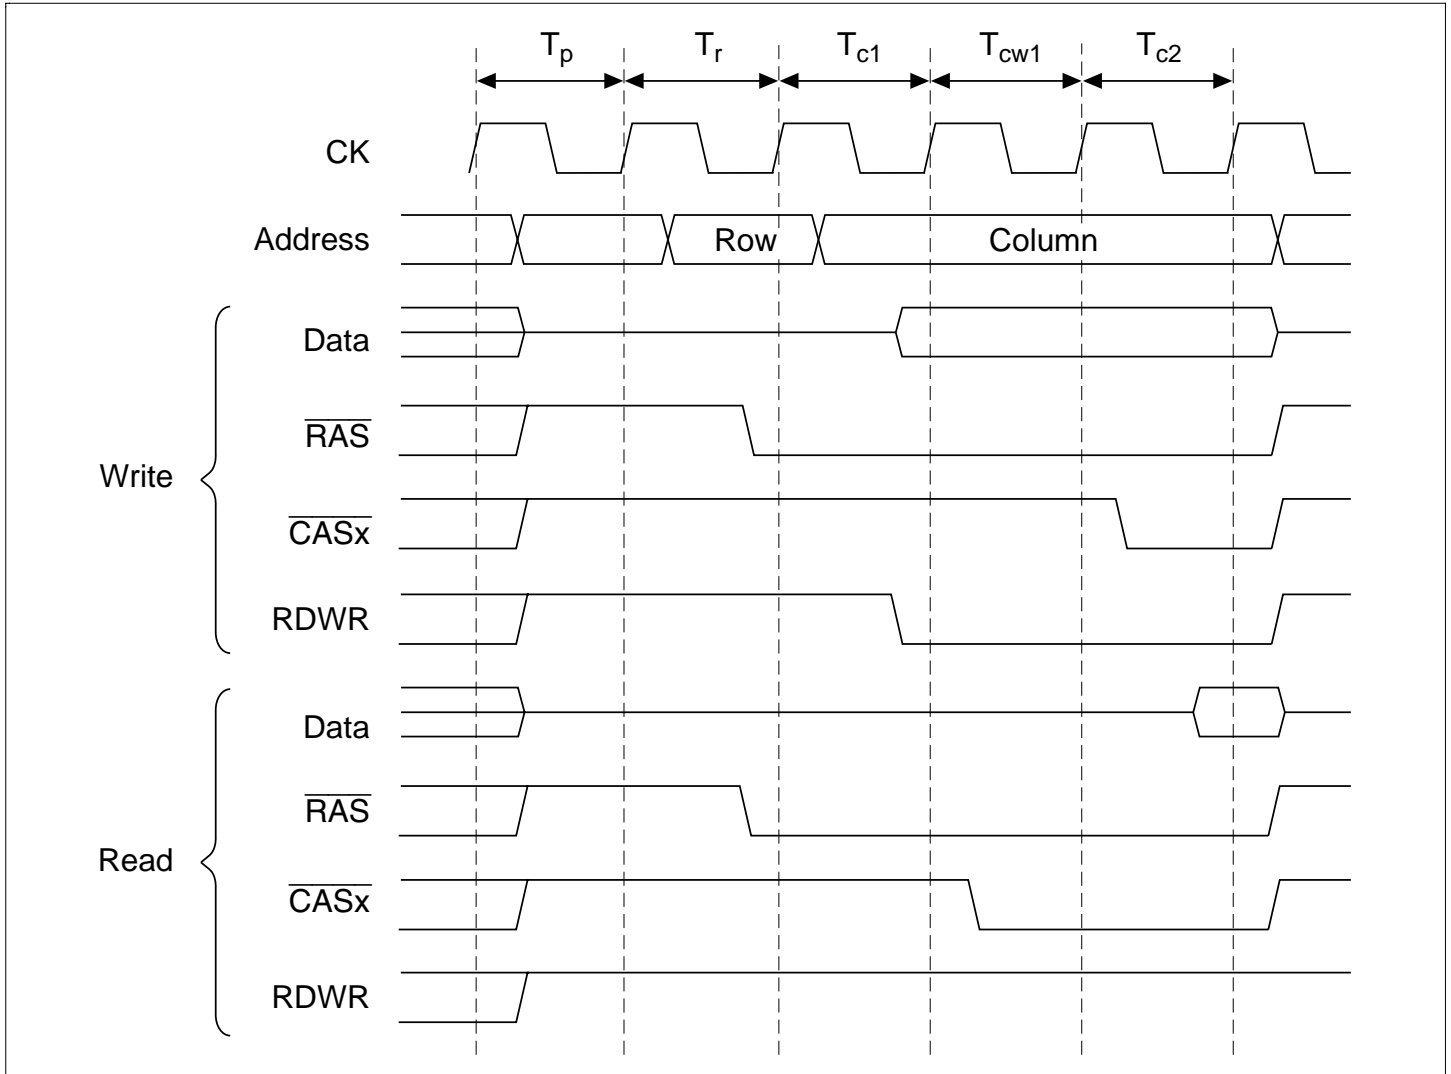 Tp Tr Tc1 Tcw1 Tc2
CK
Address Row Column
Data
RAS
Write
CASx
RDWR
Data
RAS
Read
CASx
RDWR